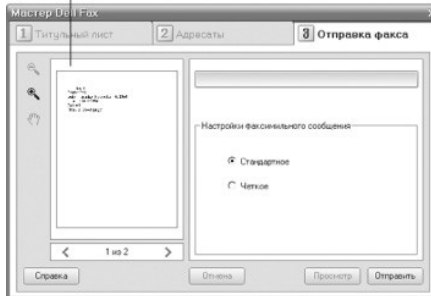 Мастер Dell Fax
1 Титульный лист
2 Адресаты
3 Отправка факса
Настройки факсимильного сообщения
Стандартное
Четкое
1 из 2
Справка
Отмена
Просмотр
Отправить